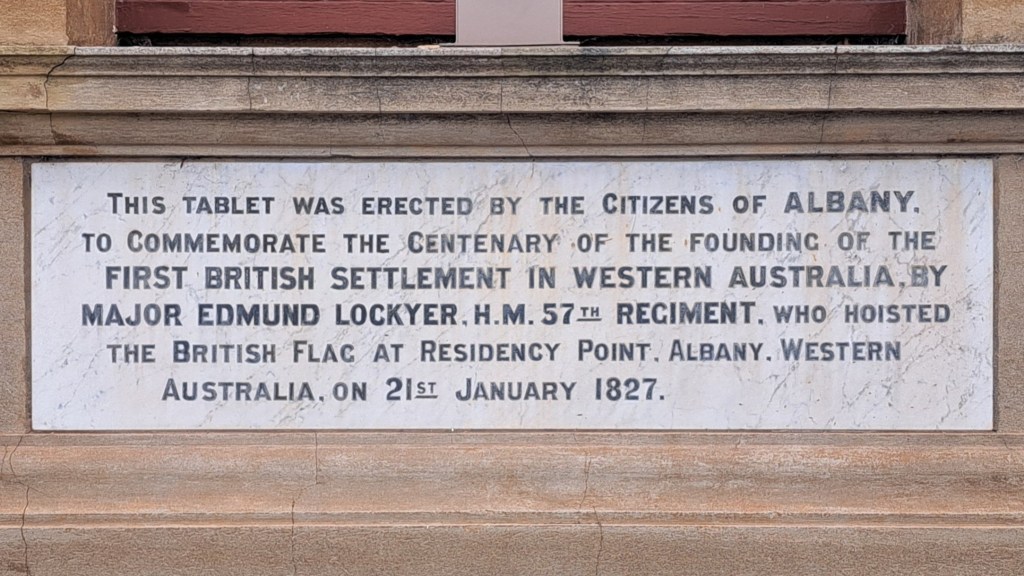 THIS TABLET WAS ERECTED BY THE CITIZENS OF ALBANY.
TO COMMEMORATE THE CENTENARY OF THE FOUNDING OF THE
FIRST BRITISH SETTLEMENT IN WESTERN AUSTRALIA, BY
MAJOR EDMUND LOCKYER, H.M. 57TH REGIMENT, WHO HOISTED
THE BRITISH FLAG AT RESIDENCY POINT, ALBANY, WESTERN
AUSTRALIA, ON 21ST JANUARY 1827.